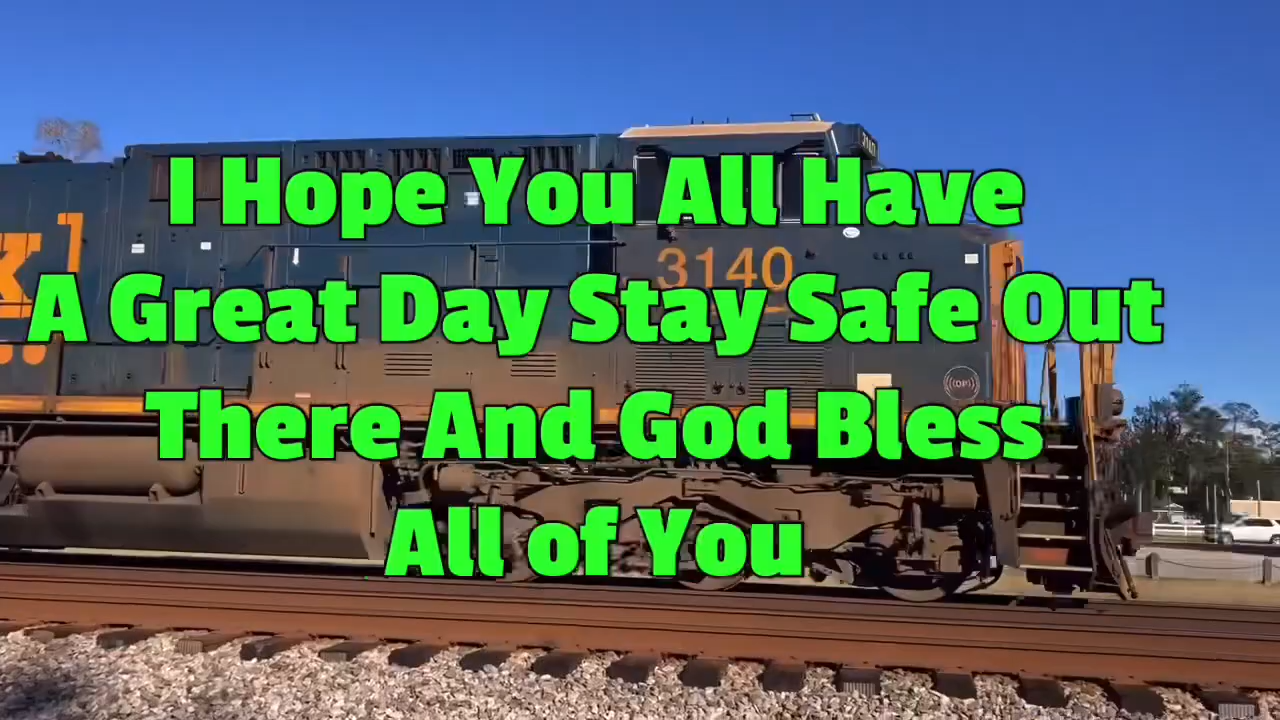 I Hope You All Have
3140
A Great Day Stay Safe Out
There And God Bless
All of You